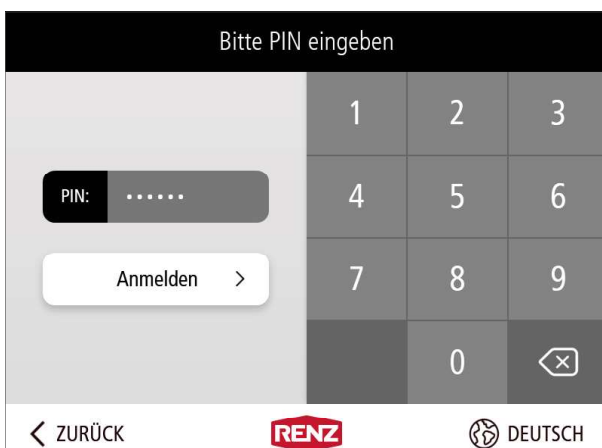 Bitte PIN eingeben
1 2 3
PIN: ......
4 5 6
Anmelden >
7 8 9
0
< ZURÜCK RENZ DEUTSCH